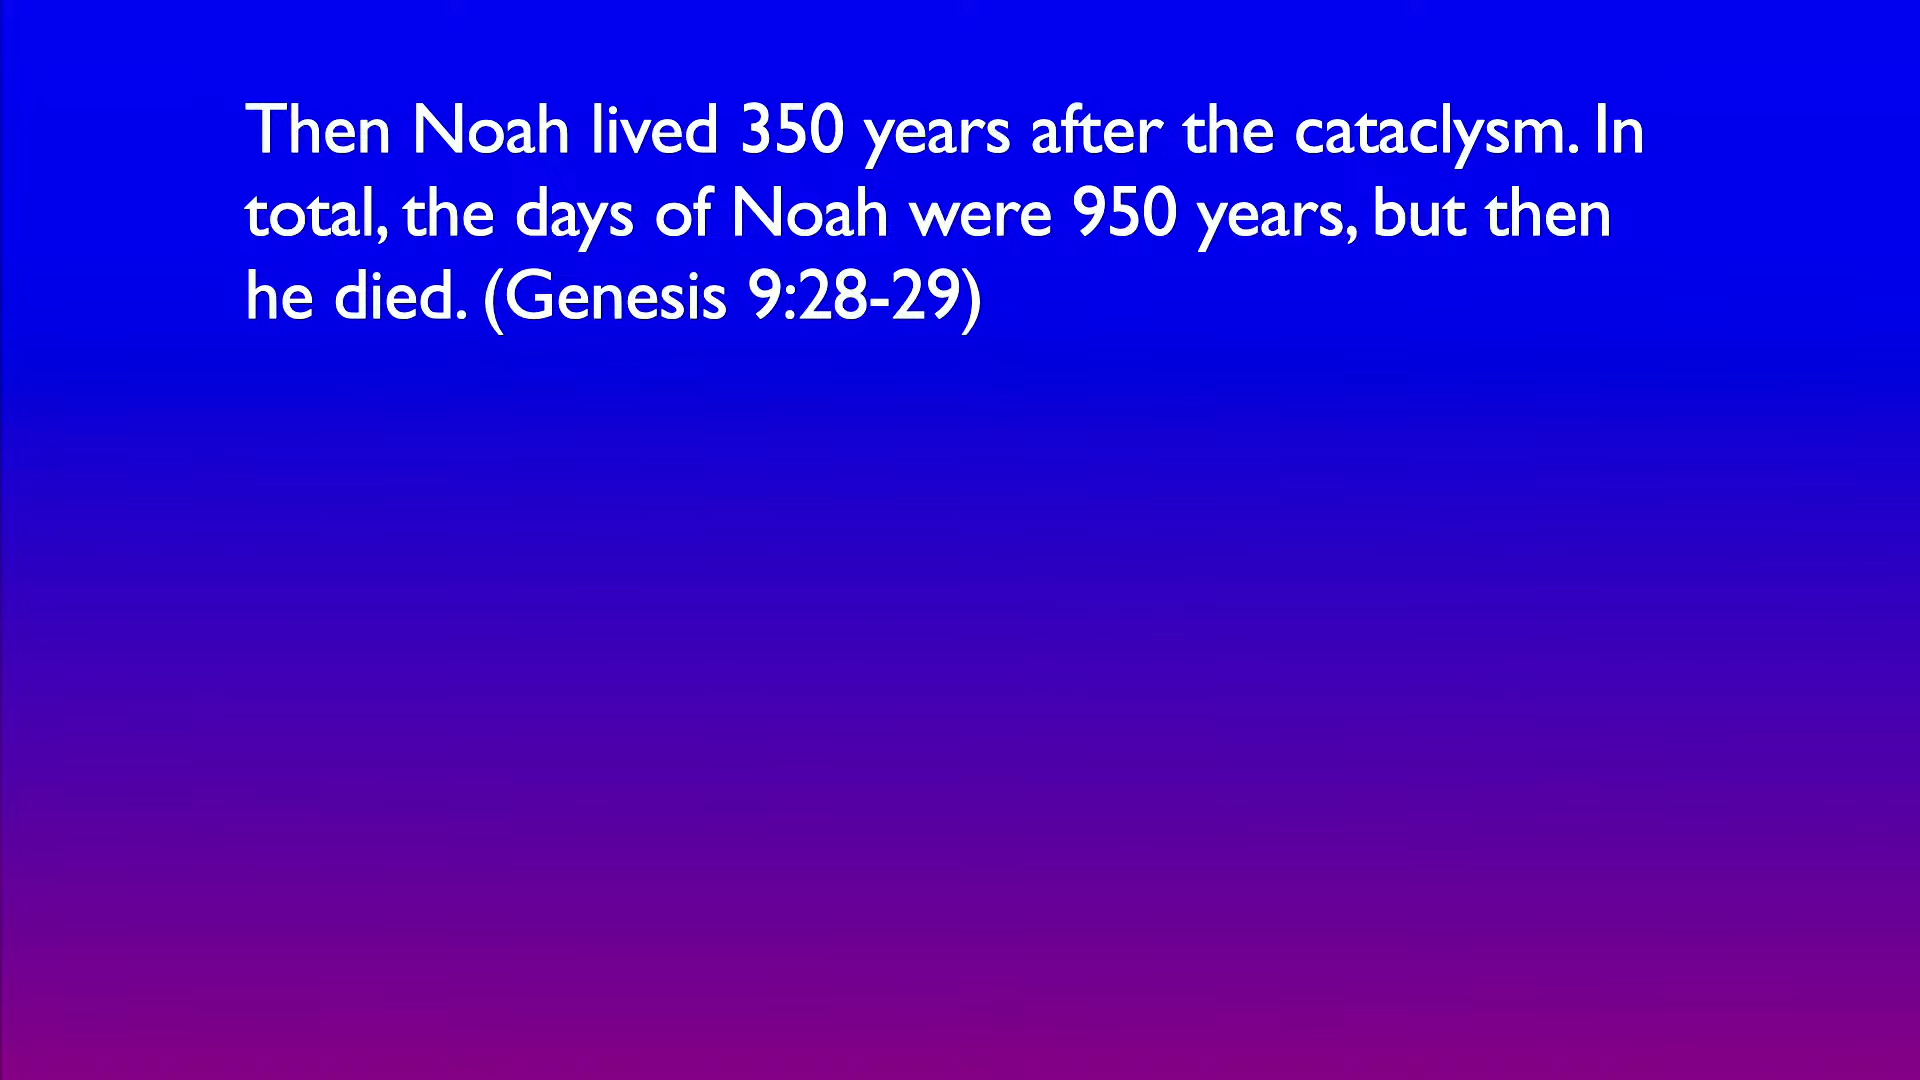 Then Noah lived 350 years after the cataclysm. In
total, the days of Noah were 950 years, but then
he died. (Genesis 9:28-29)